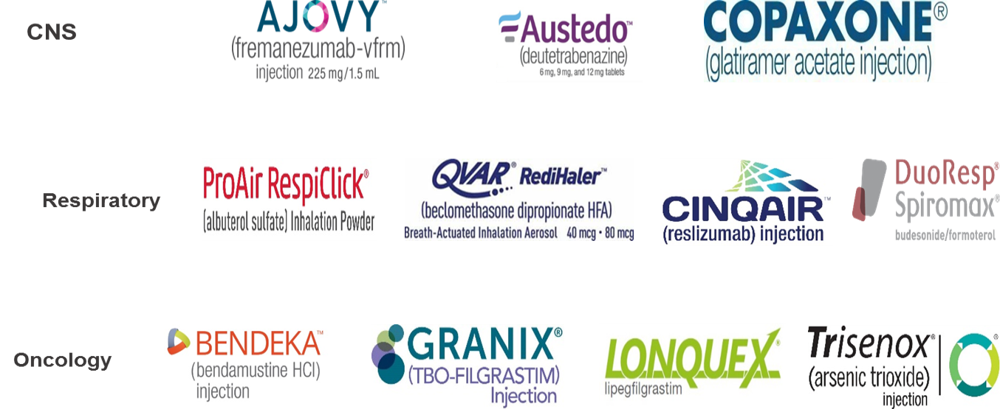 CNS
AJOVY™
(fremanezumab-vfrm)
injection 225 mg/1.5 mL
Austedo™
(deutetrabenazine)
6 mg, 9 mg, and 12 mg tablets
COPAXONE®
(glatiramer acetate injection)
Respiratory
ProAir RespiClick®
(albuterol sulfate) Inhalation Powder
QVAR® RediHaler™
(beclomethasone dipropionate HFA)
Breath-Actuated Inhalation Aerosol 40 mcg • 80 mcg
CINQAIR™
(reslizumab) injection
DuoResp®
Spiromax®
budesonide/formoterol
Oncology
BENDEKA™
(bendamustine HCl)
injection
GRANIX®
(TBO-FILGRASTIM)
Injection
LONQUEX®
lipegfilgrastim
Trisenox®
(arsenic trioxide)
injection
®